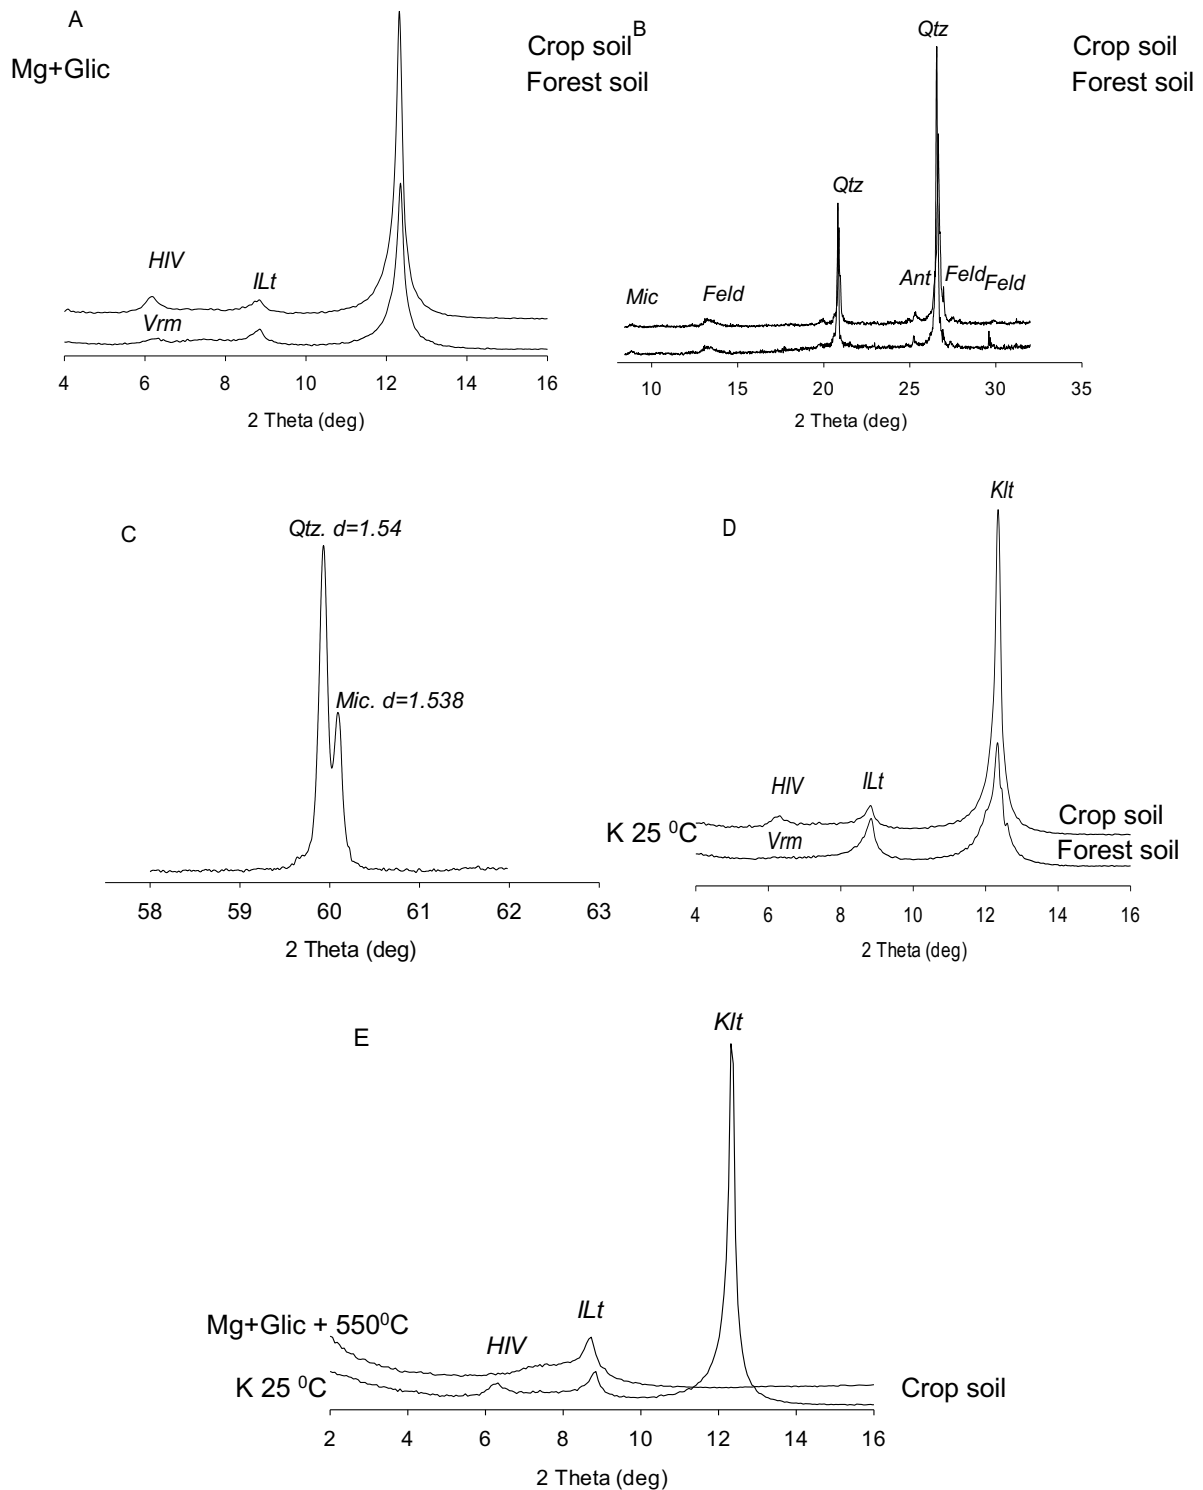 A
Mg+Glic
Crop soil
Forest soil
HIV
ILt
Vrm
4 6 8 10 12 14 16
2 Theta (deg)
B
Qtz
Crop soil
Forest soil
Qtz
Mic
Feld
Ant
Feld
Feld
10 15 20 25 30 35
2 Theta (deg)
C
Qtz. d=1.54
Mic. d=1.538
58 59 60 61 62 63
2 Theta (deg)
D
Klt
HIV
ILt
K 25 ⁰C
Vrm
Crop soil
Forest soil
4 6 8 10 12 14 16
2 Theta (deg)
E
Klt
ILt
Mg+Glic + 550⁰C
HIV
K 25 ⁰C
Crop soil
2 4 6 8 10 12 14 16
2 Theta (deg)